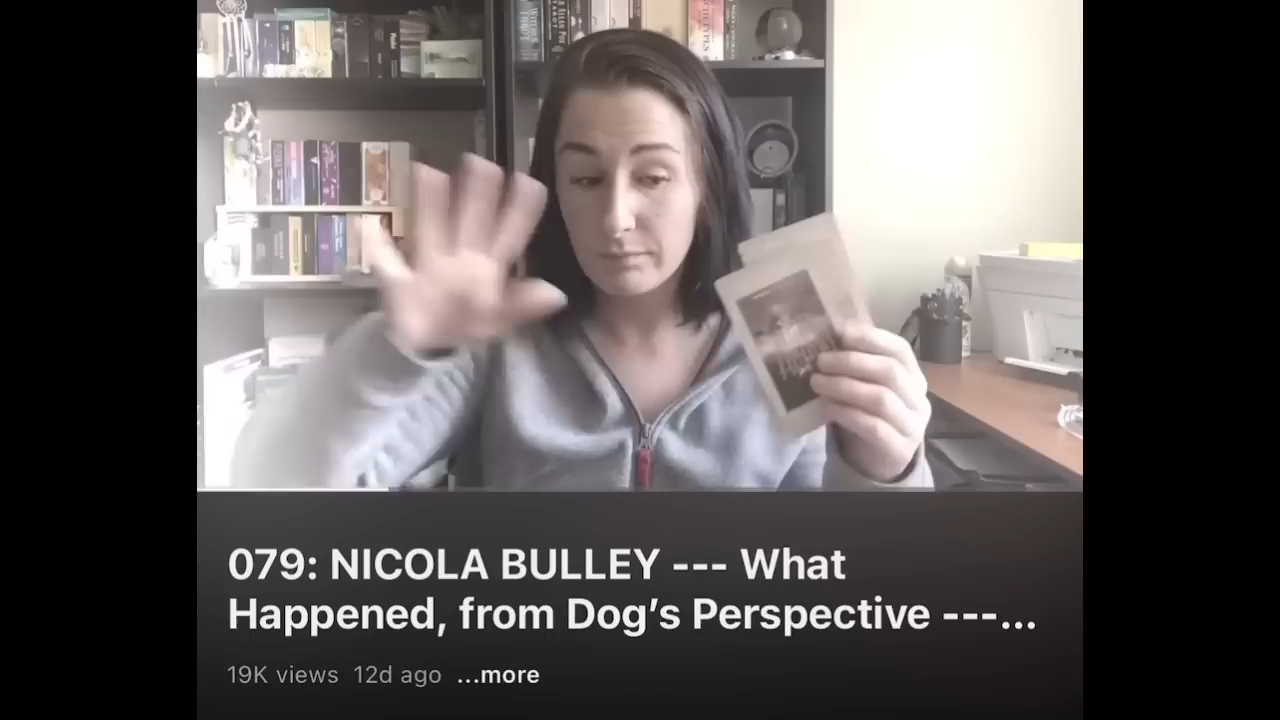 079: NICOLA BULLEY --- What
Happened, from Dog's Perspective ---...
19K views 12d ago ...more